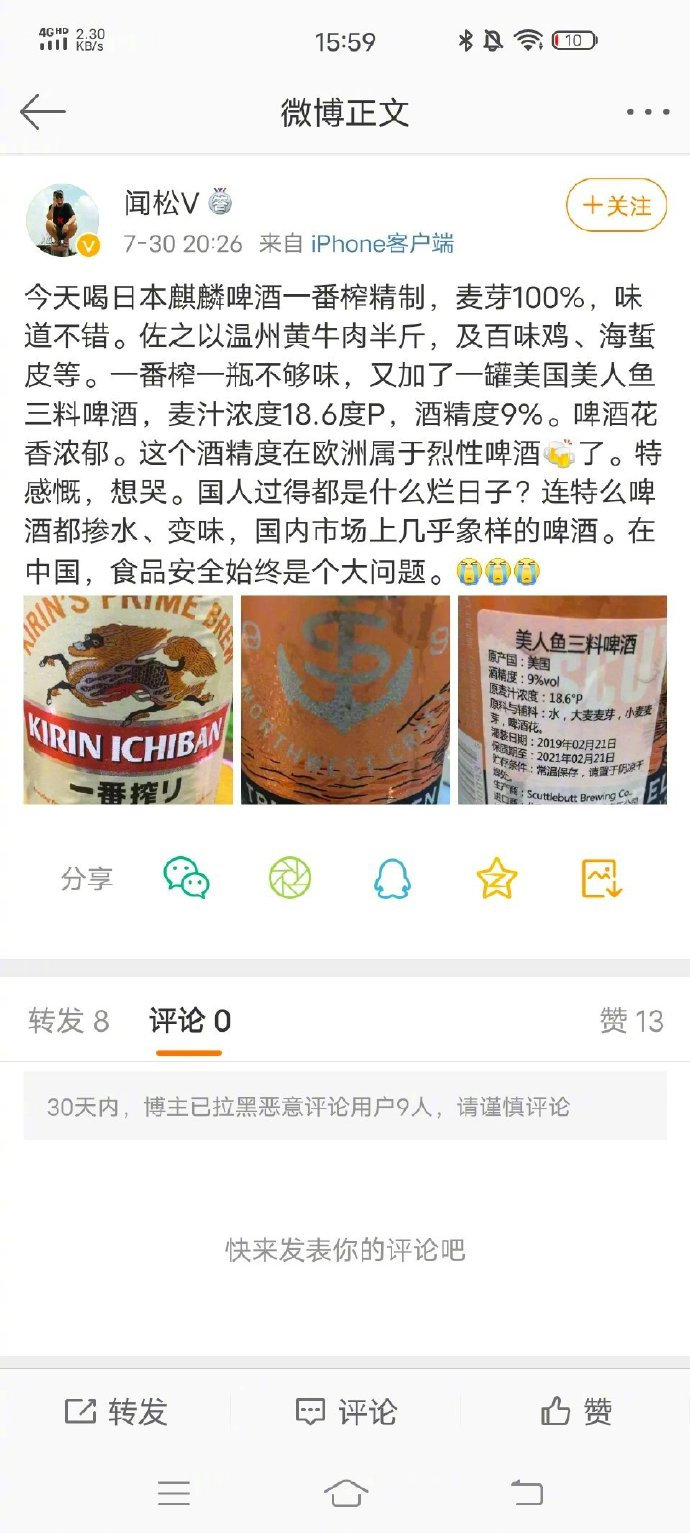 4GHD 2.30
KB/s
15:59
10
微博正文
闻松V
+关注
7-30 20:26 来自 iPhone客户端
今天喝日本麒麟啤酒一番榨精制，麦芽100%，味
道不错。佐之以温州黄牛肉半斤，及百味鸡、海蜇
皮等。一番榨一瓶不够味，又加了一罐美国美人鱼
三料啤酒，麦汁浓度18.6度P，酒精度9%。啤酒花
香浓郁。这个酒精度在欧洲属于烈性啤酒了。特
感慨，想哭。国人过得都是什么烂日子？连特么啤
酒都掺水、变味，国内市场上几乎象样的啤酒。在
中国，食品安全始终是个大问题。
KIRIN'S PRIME BREW
KIRIN ICHIBAN
一番搾り
NORTHWEST CRAF
美人鱼三料啤酒
原产国：美国
酒精度：9%vol
原麦汁浓度：18.6°P
原料与辅料：水，大麦麦芽，小麦麦
芽，啤酒花。
灌装日期：2019年02月21日
保质期至：2021年02月21日
贮存条件：常温保存，请置于阴凉干
燥处。
生产商：Scuttlebutt Brewing Co.
分享
转发 8
评论 0
赞 13
30天内，博主已拉黑恶意评论用户9人，请谨慎评论
快来发表你的评论吧
转发
评论
赞